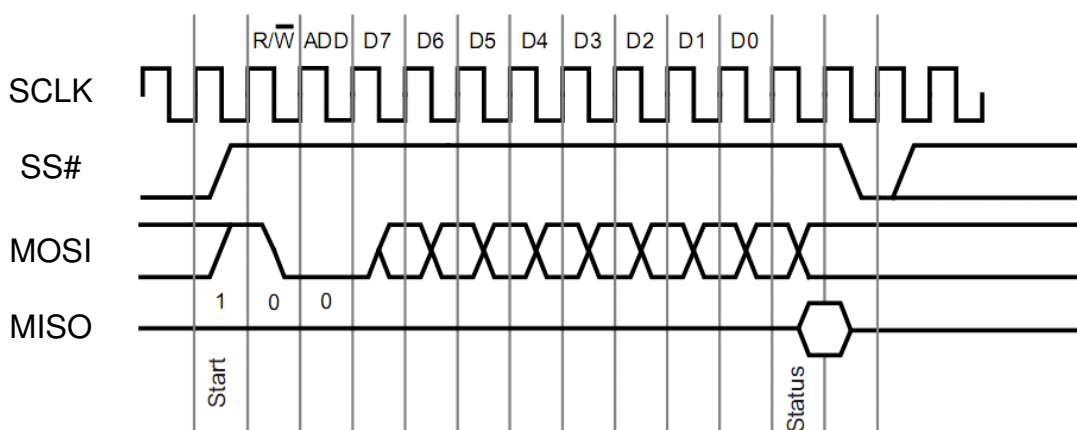 R/W̅ ADD D7 D6 D5 D4 D3 D2 D1 D0
SCLK
SS#
MOSI
1 0 0
MISO
Start
Status